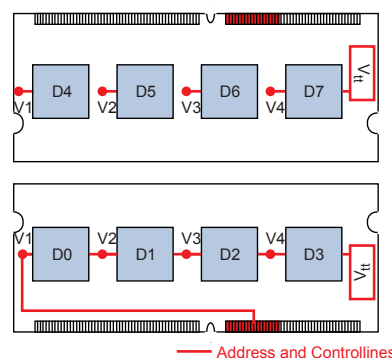 D4 D5 D6 D7 Vtt
V1 V2 V3 V4
V1 V2 V3 V4
D0 D1 D2 D3 Vtt
Address and Controllines